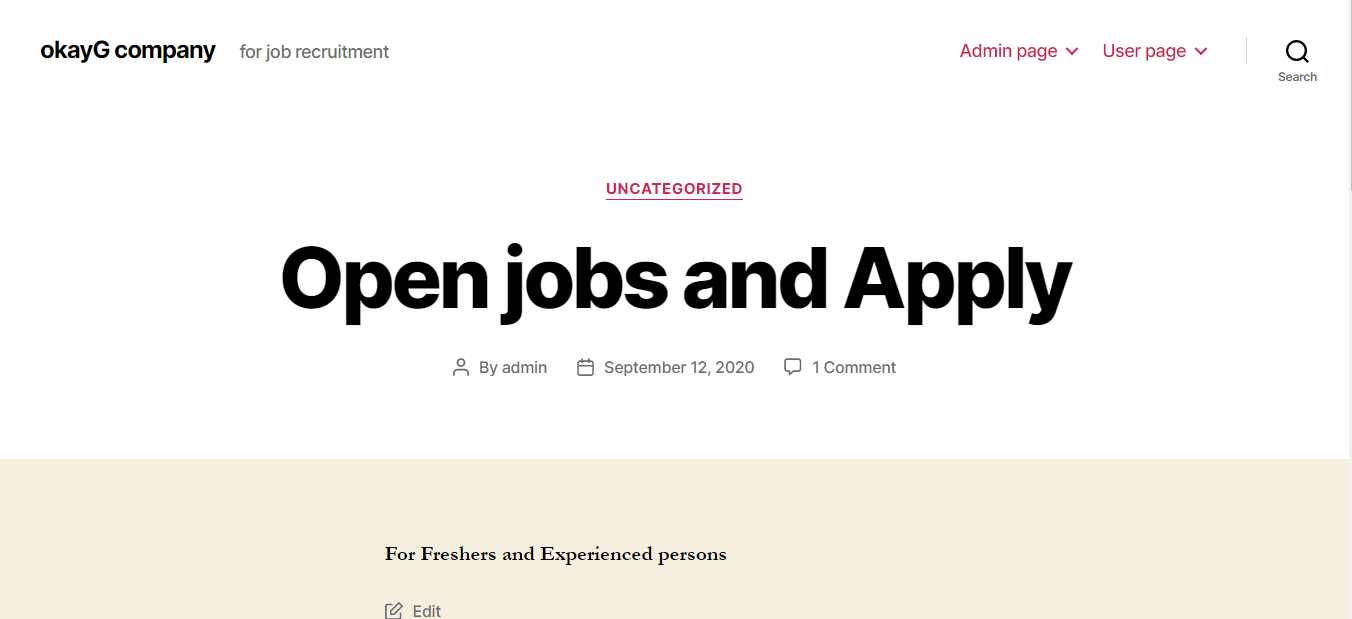 okayG company for job recruitment Admin page User page
Search
UNCATEGORIZED
Open jobs and Apply
By admin September 12, 2020 1 Comment
For Freshers and Experienced persons
Edit